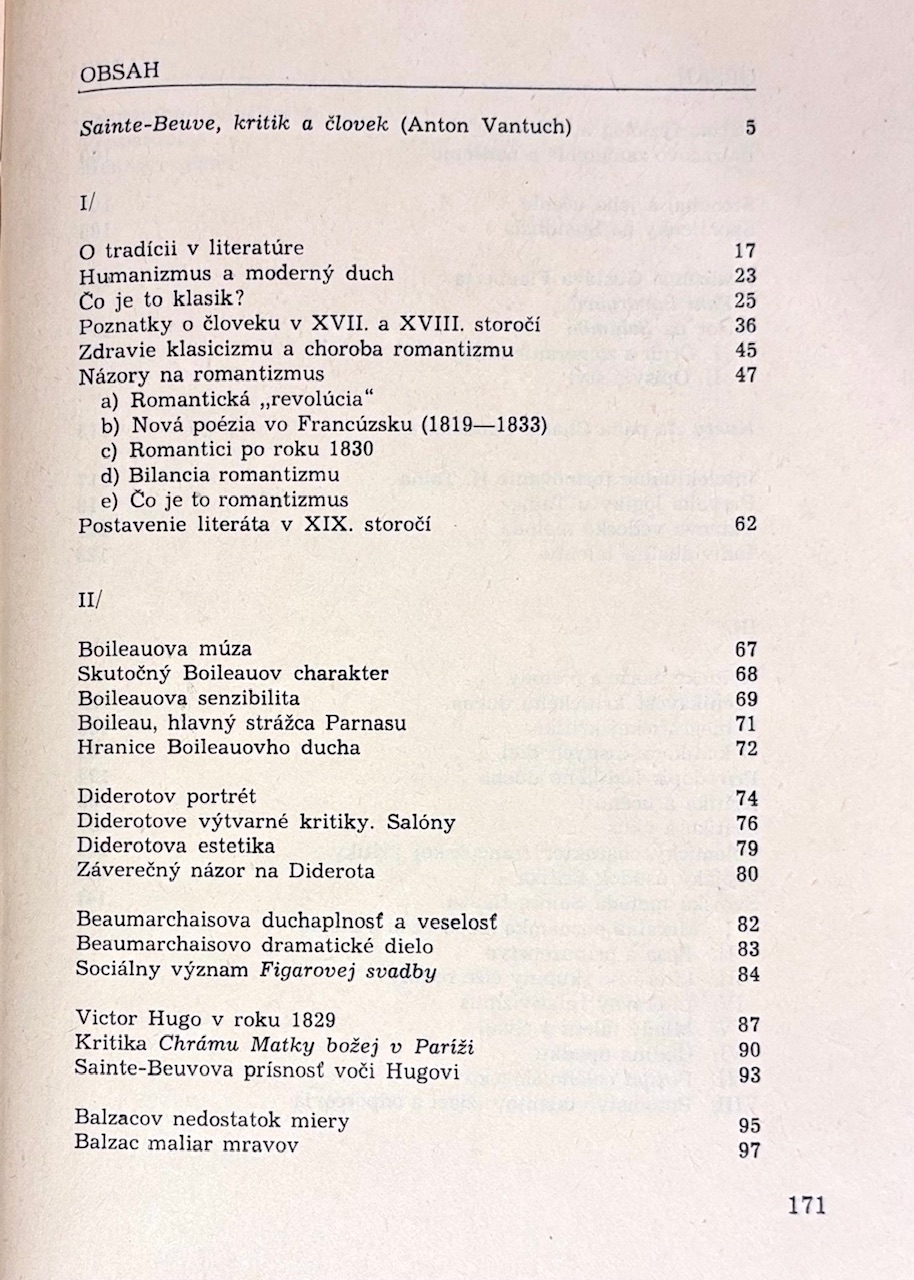 OBSAH
Sainte-Beuve, kritik a človek (Anton Vantuch) 5
I/
O tradícii v literatúre 17
Humanizmus a moderný duch 23
Čo je to klasik? 25
Poznatky o človeku v XVII. a XVIII. storočí 36
Zdravie klasicizmu a choroba romantizmu 45
Názory na romantizmus 47
a) Romantická „revolúcia“
b) Nová poézia vo Francúzsku (1819—1833)
c) Romantici po roku 1830
d) Bilancia romantizmu
e) Čo je to romantizmus
Postavenie literáta v XIX. storočí 62
II/
Boileauova múza 67
Skutočný Boileauov charakter 68
Boileauova senzibilita 69
Boileau, hlavný strážca Parnasu 71
Hranice Boileauovho ducha 72
Diderotov portrét 74
Diderotove výtvarné kritiky. Salóny 76
Diderotova estetika 79
Záverečný názor na Diderota 80
Beaumarchaisova duchaplnosť a veselosť 82
Beaumarchaisovo dramatické dielo 83
Sociálny význam Figarovej svadby 84
Victor Hugo v roku 1829 87
Kritika Chrámu Matky božej v Paríži 90
Sainte-Beuvova prísnosť voči Hugovi 93
Balzacov nedostatok miery 95
Balzac maliar mravov 97
171